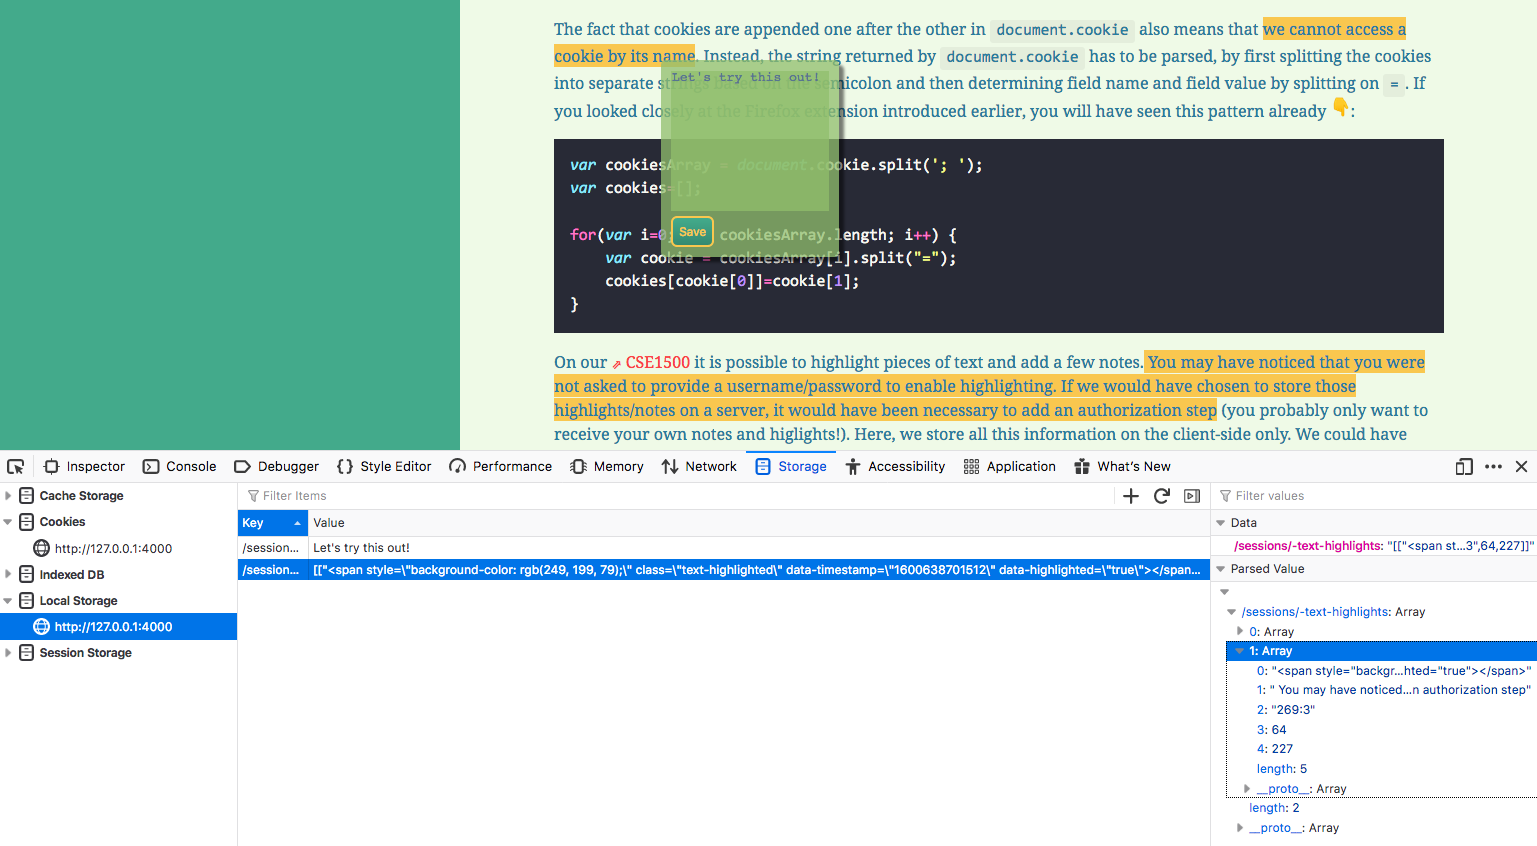 The fact that cookies are appended one after the other in document.cookie also means that we cannot access a
cookie by its name. Instead, the string returned by document.cookie has to be parsed, by first splitting the cookies
into separate strings based on the semicolon and then determining field name and field value by splitting on = . If
you looked closely at the Firefox extension introduced earlier, you will have seen this pattern already 👇:
Let's try this out!
Save
var cookiesArray = document.cookie.split('; ');
var cookies=[];
for(var i=0; cookiesArray.length; i++) {
var cookie = cookiesArray[i].split("=");
cookies[cookie[0]]=cookie[1];
}
On our ⇗ CSE1500 it is possible to highlight pieces of text and add a few notes. You may have noticed that you were
not asked to provide a username/password to enable highlighting. If we would have chosen to store those
highlights/notes on a server, it would have been necessary to add an authorization step (you probably only want to
receive your own notes and higlights!). Here, we store all this information on the client-side only. We could have
Inspector Console Debugger Style Editor Performance Memory Network Storage Accessibility Application What's New
Cache Storage
Cookies
http://127.0.0.1:4000
Indexed DB
Local Storage
http://127.0.0.1:4000
Session Storage
Filter Items
Key Value
/session... Let's try this out!
/session... [["<span style=\"background-color: rgb(249, 199, 79);\" class=\"text-highlighted\" data-timestamp=\"1600638701512\" data-highlighted=\"true\"></span...
Filter values
Data
/sessions/-text-highlights: "[["<span st...3",64,227]]"
Parsed Value
/sessions/-text-highlights: Array
0: Array
1: Array
0: "<span style="backgr...hted="true"></span>"
1: " You may have noticed...n authorization step"
2: "269:3"
3: 64
4: 227
length: 5
__proto__: Array
length: 2
__proto__: Array